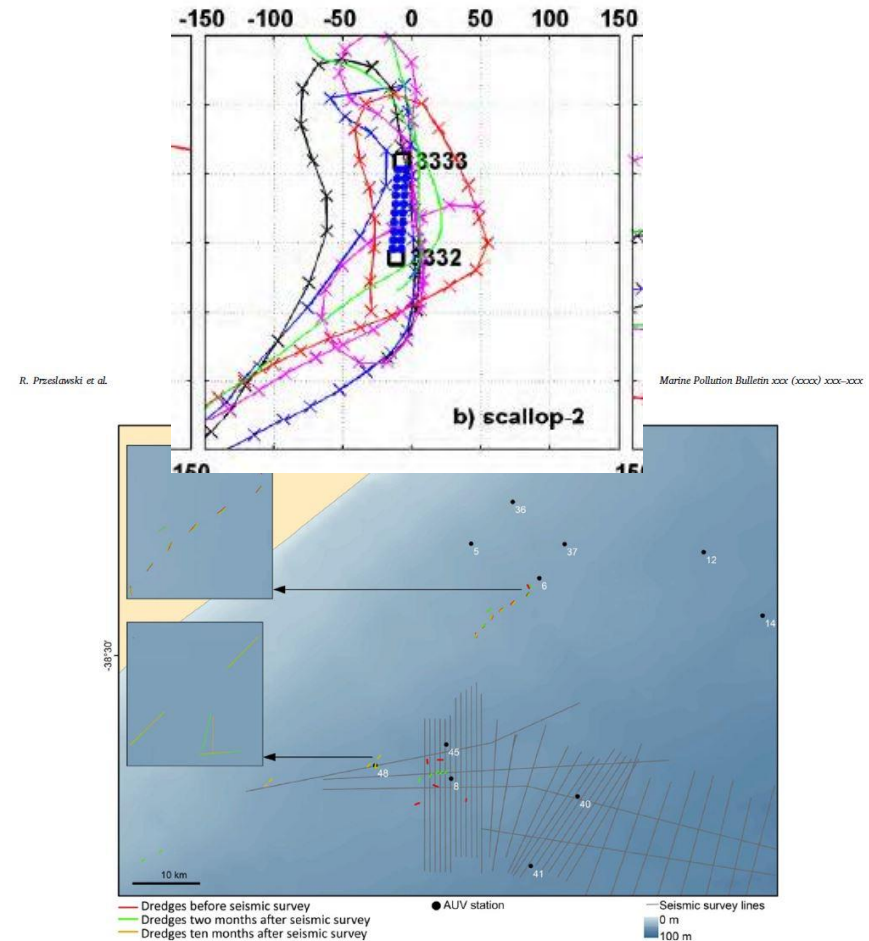 -150 -100 -50 0 50 100 150
3333
3332
b) scallop-2
150 15
R. Przeslawski et al.
Marine Pollution Bulletin xxx (xxxx) xxx–xxx
36
5
37
12
6
14
-38°30'
45
48
8
40
41
10 km
Dredges before seismic survey
Dredges two months after seismic survey
Dredges ten months after seismic survey
AUV station
Seismic survey lines
0 m
100 m